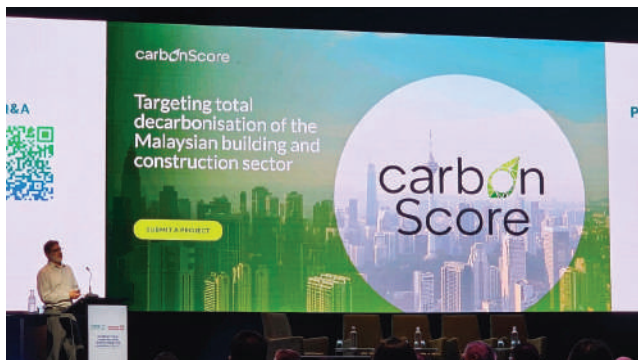 carbonScore
Targeting total
decarbonisation of the
Malaysian building and
construction sector
SUBMIT A PROJECT
carbon
Score
&A
P